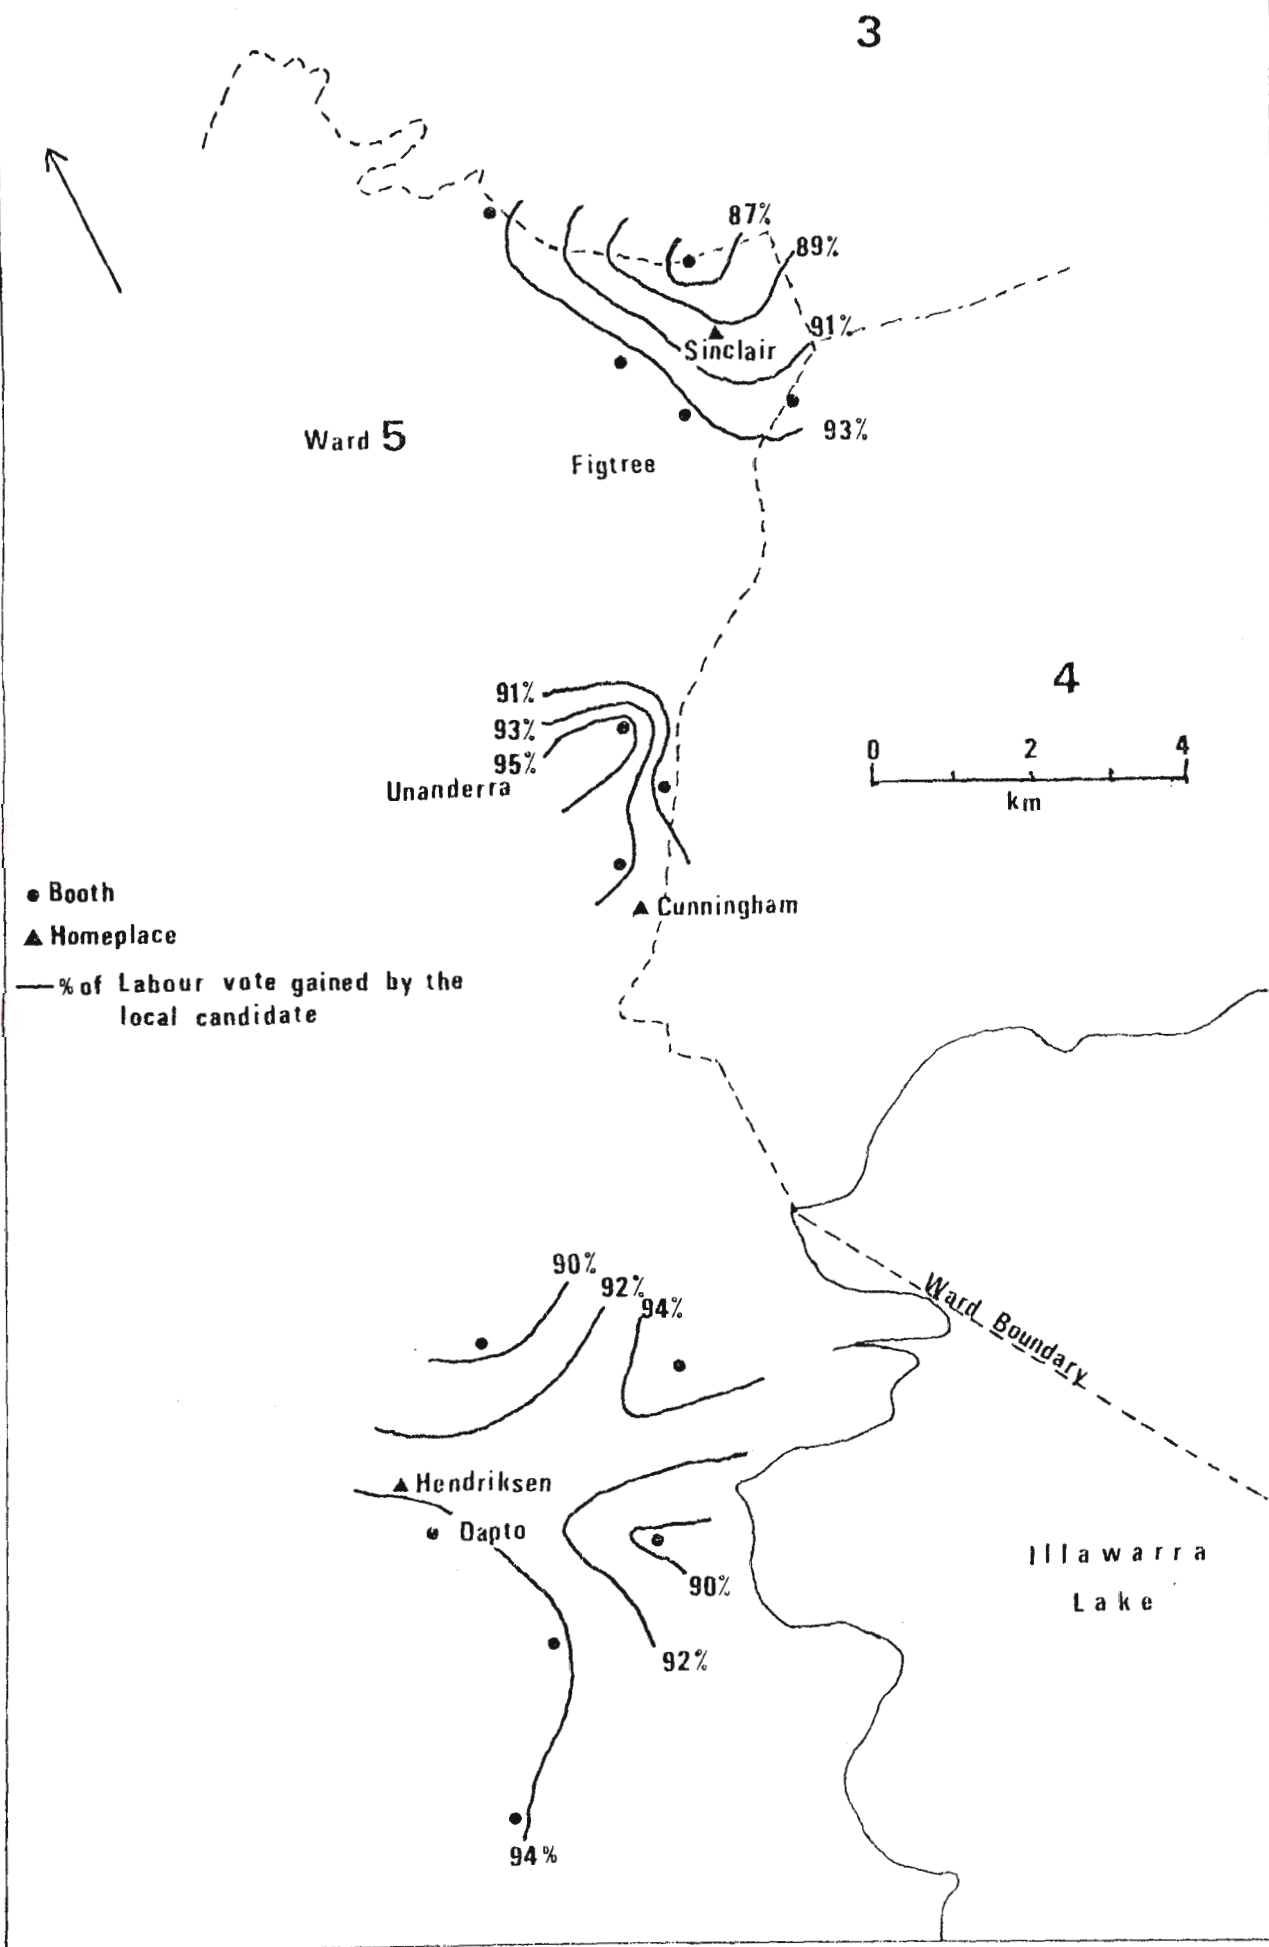 3
87%
89%
91%
Sinclair
93%
Ward 5
Figtree
4
91%
93%
95%
Unanderra
0 2 4
km
Booth
Homeplace
Cunningham
% of Labour vote gained by the
local candidate
90%
92%
94%
Ward Boundary
Hendriksen
Dapto
90%
Illawarra
Lake
92%
94%